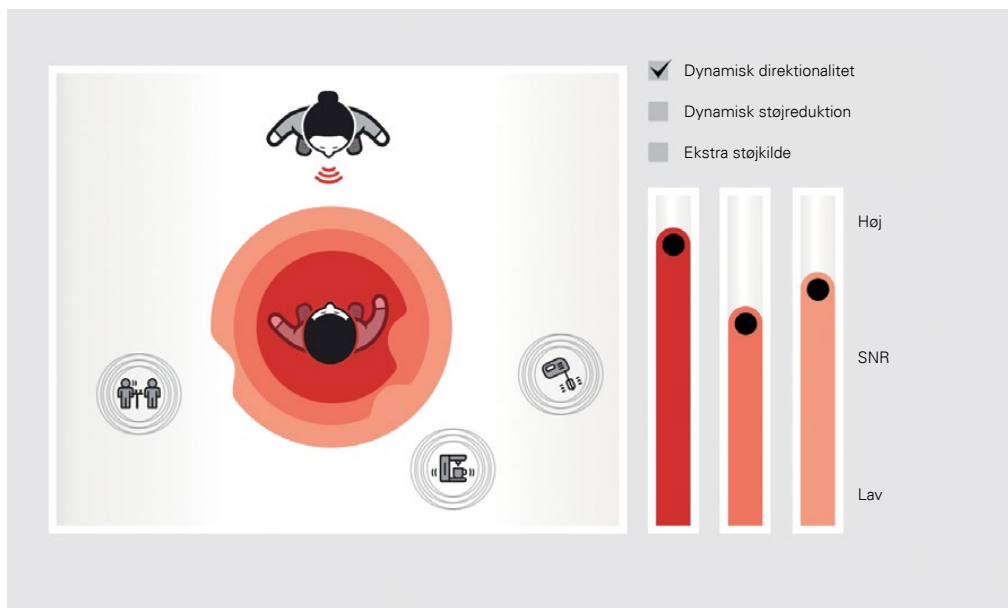 Dynamisk direktionalitet
Dynamisk støjreduktion
Ekstra støjkilde
Høj
SNR
Lav